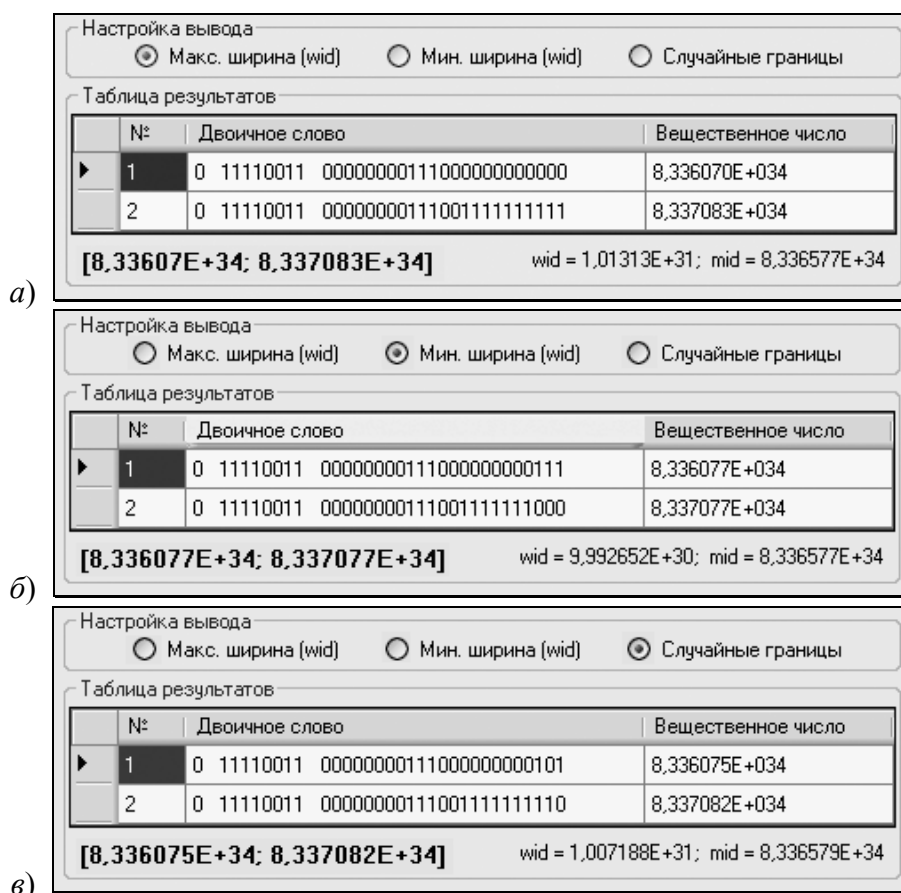 Настройка вывода
Макс. ширина (wid) Мин. ширина (wid) Случайные границы
Таблица результатов
№ Двоичное слово Вещественное число
1 0 11110011 00000000111000000000000 8,336070E+034
2 0 11110011 00000000111001111111111 8,337083E+034
[8,33607E+34; 8,337083E+34] wid = 1,01313E+31; mid = 8,336577E+34
а)
Настройка вывода
Макс. ширина (wid) Мин. ширина (wid) Случайные границы
Таблица результатов
№ Двоичное слово Вещественное число
1 0 11110011 00000000111000000000111 8,336077E+034
2 0 11110011 00000000111001111111000 8,337077E+034
[8,336077E+34; 8,337077E+34] wid = 9,992652E+30; mid = 8,336577E+34
б)
Настройка вывода
Макс. ширина (wid) Мин. ширина (wid) Случайные границы
Таблица результатов
№ Двоичное слово Вещественное число
1 0 11110011 00000000111000000000101 8,336075E+034
2 0 11110011 00000000111001111111110 8,337082E+034
[8,336075E+34; 8,337082E+34] wid = 1,007188E+31; mid = 8,336579E+34
в)